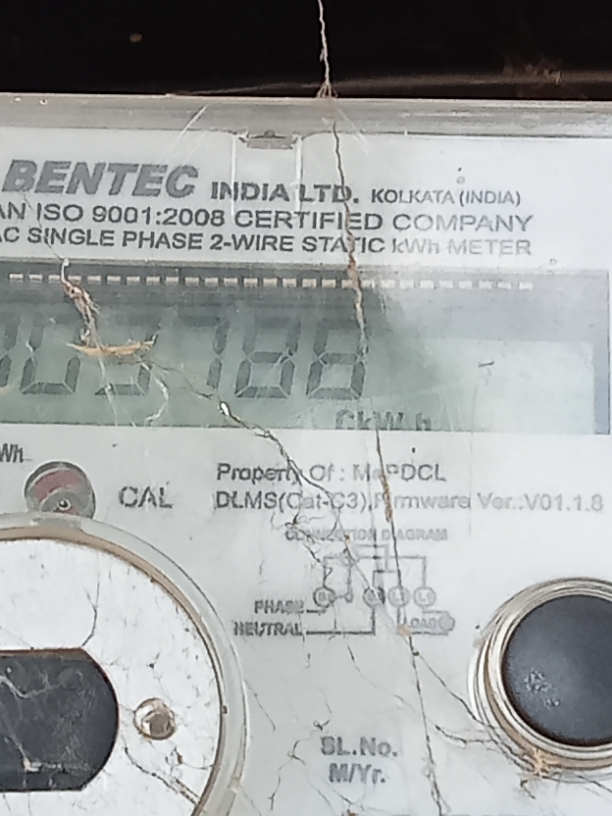 BENTEC INDIA LTD. KOLKATA (INDIA)
AN ISO 9001:2008 CERTIFIED COMPANY
AC SINGLE PHASE 2-WIRE STATIC kWh METER
CkWh
Wh
CAL
Property Of : MePDCL
DLMS(Cat-C3),Firmware Ver.:V01.1.8
CONNECTION DIAGRAM
PHASE
NEUTRAL
LOAD
SL.No.
M/Yr.